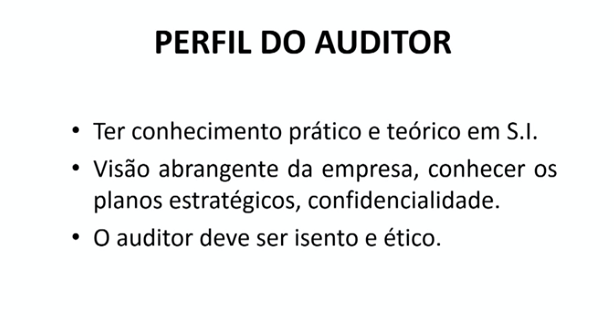 PERFIL DO AUDITOR
• Ter conhecimento prático e teórico em S.I.
• Visão abrangente da empresa, conhecer os
planos estratégicos, confidencialidade.
• O auditor deve ser isento e ético.